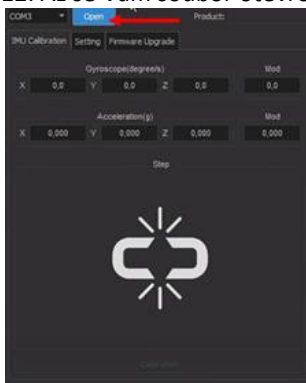 COM3 Open Product:
IMU Calibration Setting Firmware Upgrade
Gyroscope(degree/s) Mod
X 0,0 Y 0,0 Z 0,0 0,0
Acceleration(g) Mod
X 0,000 Y 0,000 Z 0,000 0,000
Step
Calibration